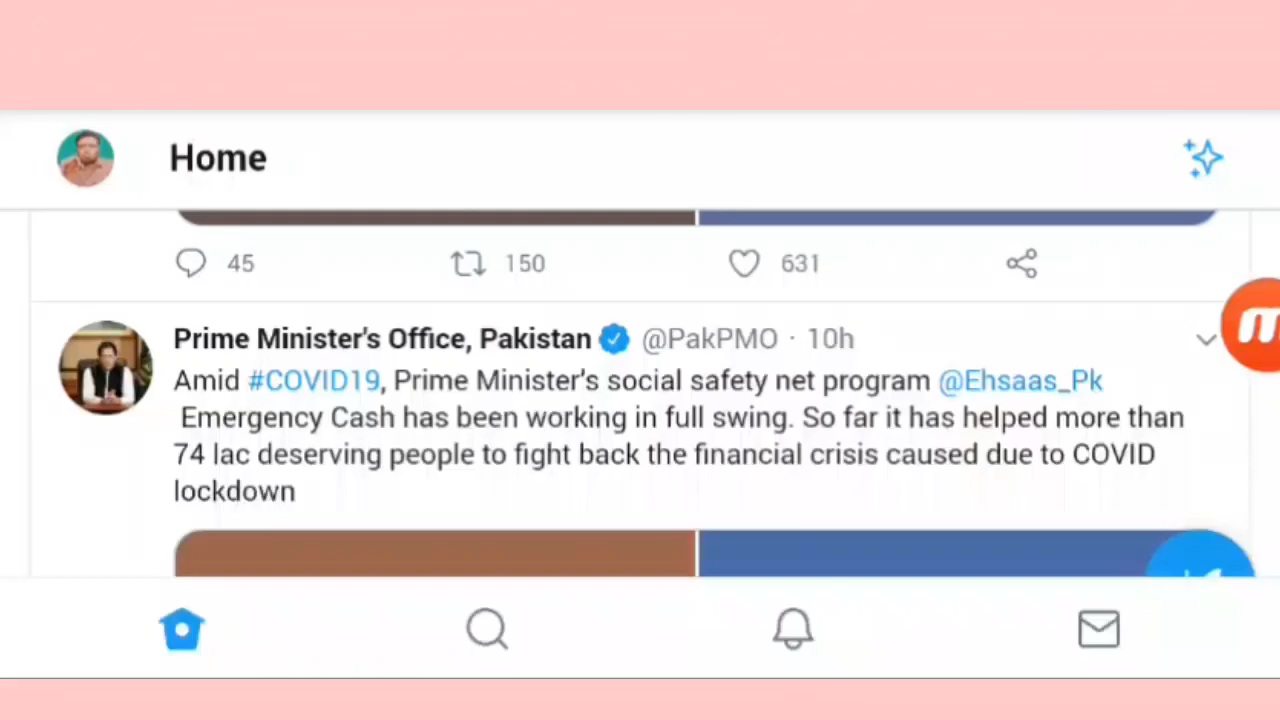 Home
45 150 631
Prime Minister's Office, Pakistan @PakPMO · 10h
Amid #COVID19, Prime Minister's social safety net program @Ehsaas_Pk
Emergency Cash has been working in full swing. So far it has helped more than
74 lac deserving people to fight back the financial crisis caused due to COVID
lockdown